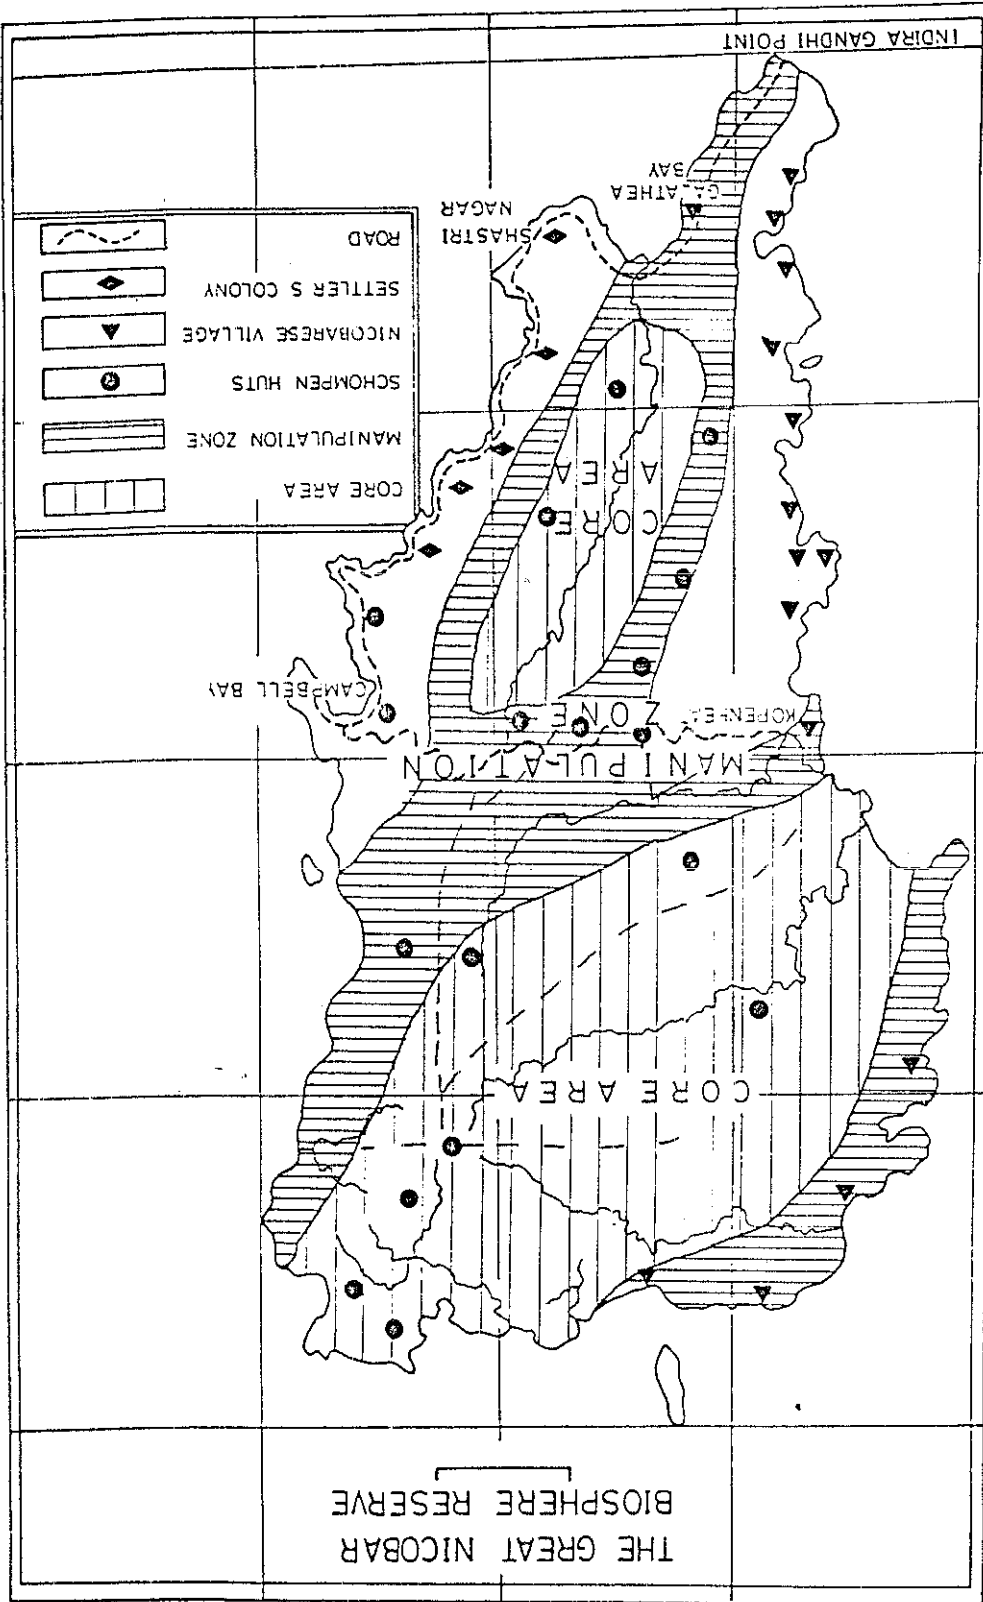 THE GREAT NICOBAR
BIOSPHERE RESERVE
CORE AREA
MANIPULATION
ZONE
KOPENHEA
CAMPBELL BAY
CORE
AREA
SHASTRI
NAGAR
GALATHEA
BAY
INDIRA GANDHI POINT
CORE AREA
MANIPULATION ZONE
SCHOMPEN HUTS
NICOBARESE VILLAGE
SETTLER S COLONY
ROAD